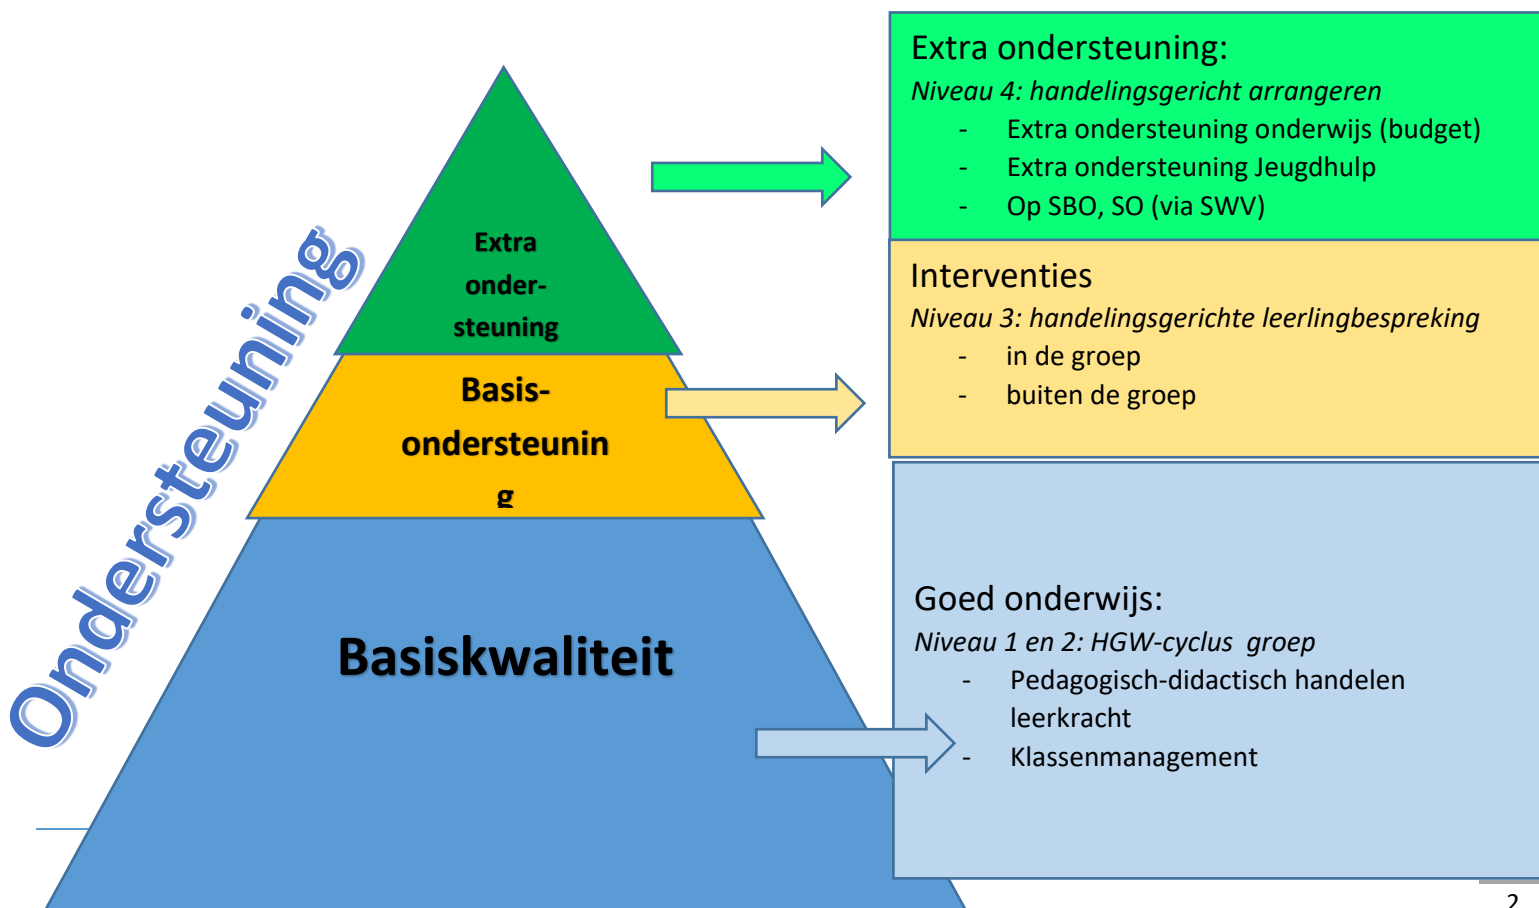 Ondersteuning
Extra
onder-
steuning
Basis-
ondersteunin
g
Basiskwaliteit
Extra ondersteuning:
Niveau 4: handelingsgericht arrangeren
- Extra ondersteuning onderwijs (budget)
- Extra ondersteuning Jeugdhulp
- Op SBO, SO (via SWV)
Interventies
Niveau 3: handelingsgerichte leerlingbespreking
- in de groep
- buiten de groep
Goed onderwijs:
Niveau 1 en 2: HGW-cyclus  groep
- Pedagogisch-didactisch handelen
leerkracht
- Klassenmanagement
2